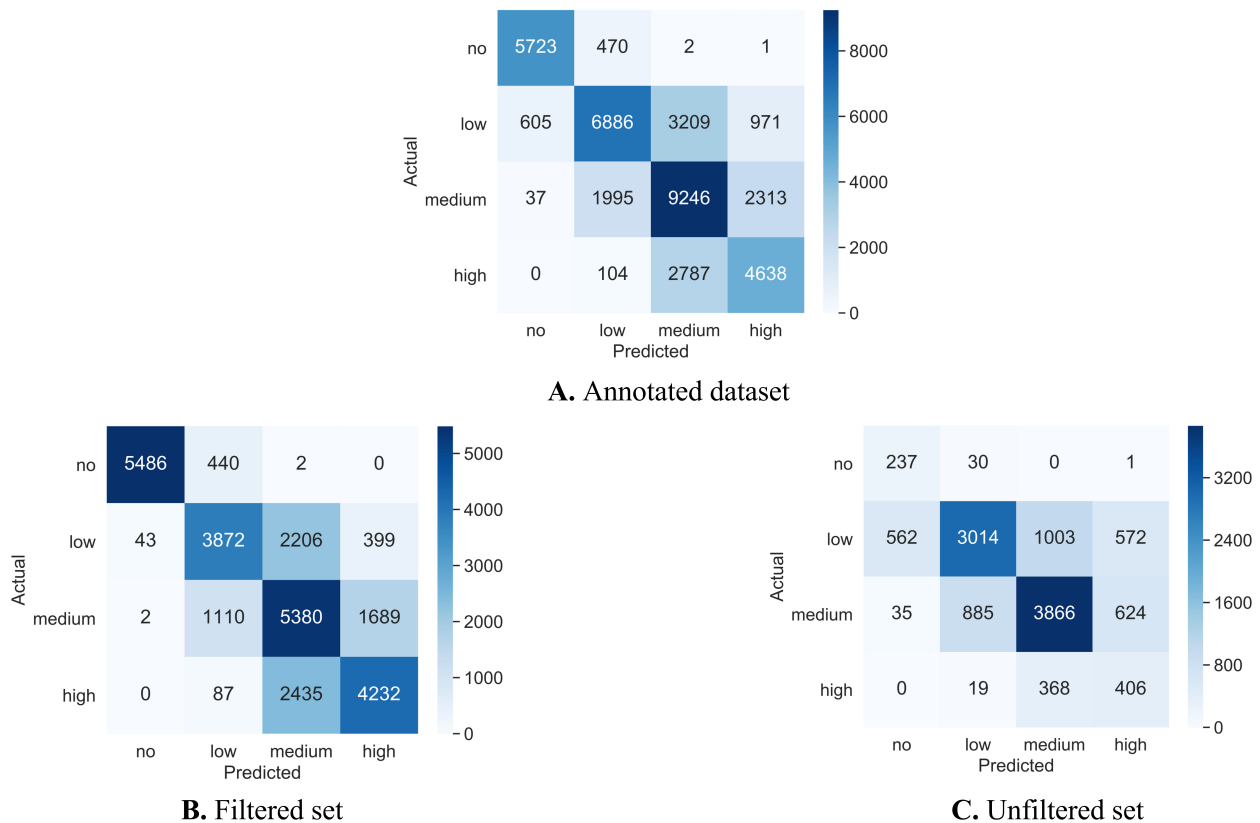 no 5723 470 2 1
low 605 6886 3209 971
medium 37 1995 9246 2313
high 0 104 2787 4638
no low medium high
Predicted
Actual
8000
6000
4000
2000
0
A. Annotated dataset
no 5486 440 2 0
low 43 3872 2206 399
medium 2 1110 5380 1689
high 0 87 2435 4232
no low medium high
Predicted
Actual
5000
4000
3000
2000
1000
0
B. Filtered set
no 237 30 0 1
low 562 3014 1003 572
medium 35 885 3866 624
high 0 19 368 406
no low medium high
Predicted
Actual
3200
2400
1600
800
0
C. Unfiltered set